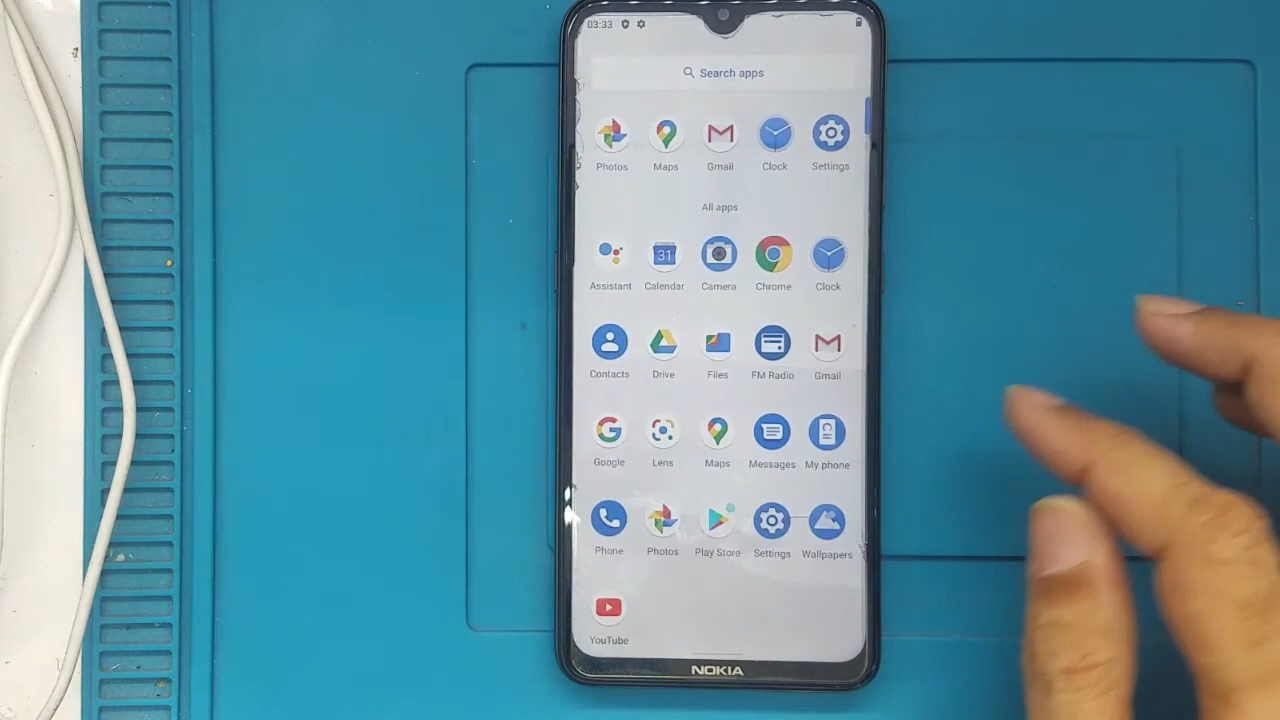 03:33
Search apps
Photos Maps Gmail Clock Settings
All apps
31
Assistant Calendar Camera Chrome Clock
Contacts Drive Files FM Radio Gmail
Google Lens Maps Messages My phone
Phone Photos Play Store Settings Wallpapers
YouTube
NOKIA